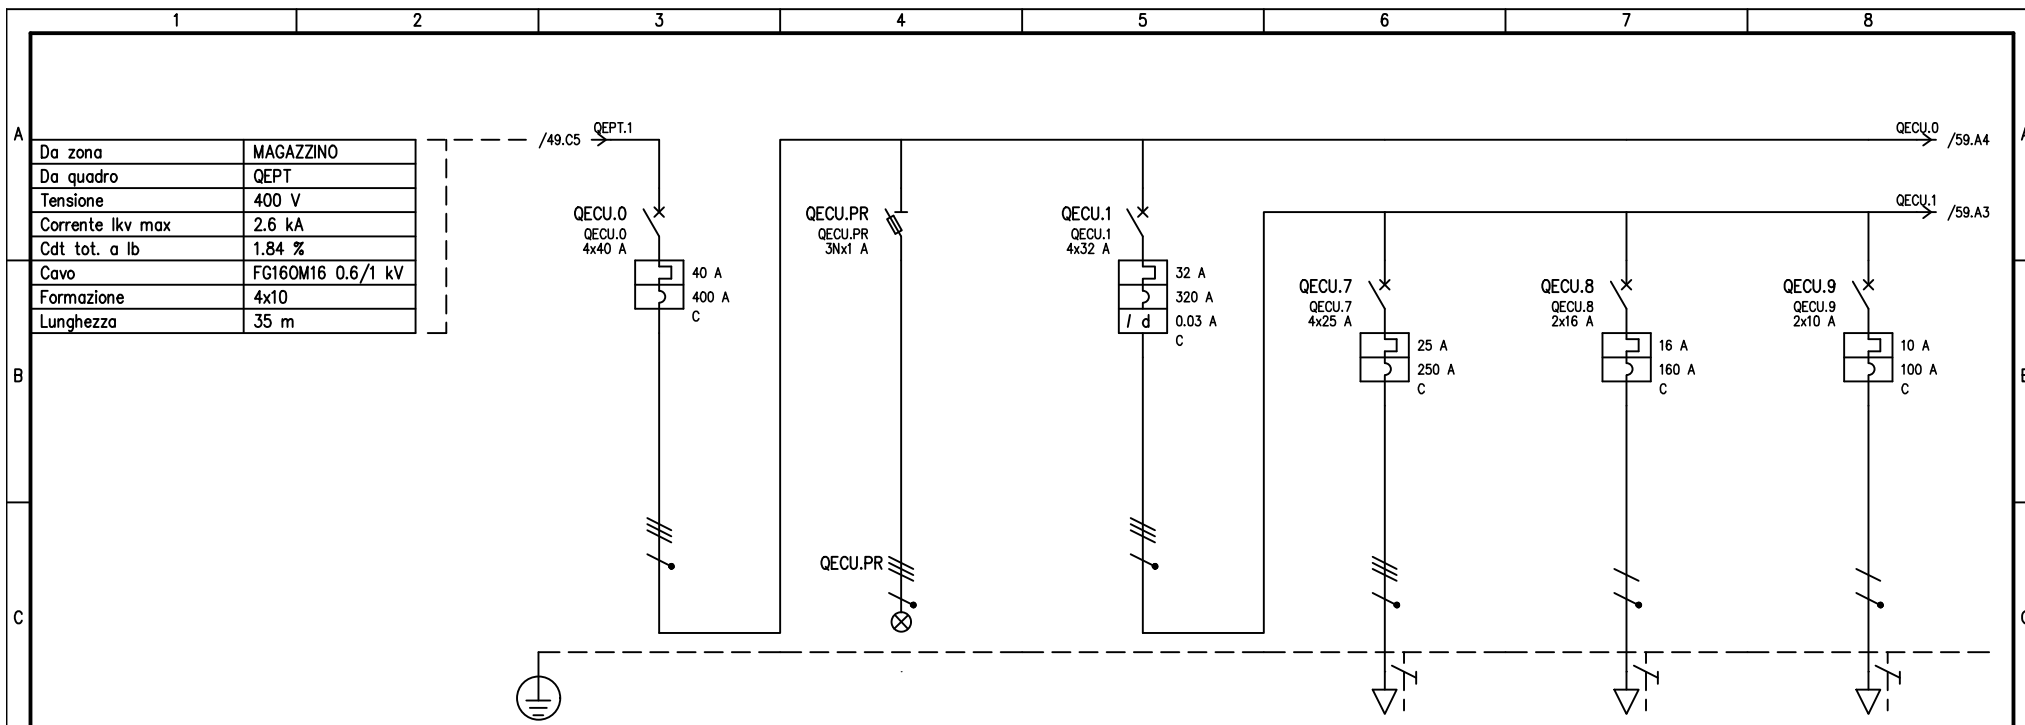 1 2 3 4 5 6 7 8
A
Da zona MAGAZZINO
Da quadro QEPT
Tensione 400 V
Corrente Ikv max 2.6 kA
Cdt tot. a Ib 1.84 %
Cavo FG16OM16 0.6/1 kV
Formazione 4x10
Lunghezza 35 m
/49.C5 QEPT.1
QECU.0 /59.A4
QECU.1 /59.A3
QECU.0
QECU.0
4x40 A
40 A
400 A
C
QECU.PR
QECU.PR
3Nx1 A
QECU.1
QECU.1
4x32 A
32 A
320 A
I d 0.03 A
C
QECU.7
QECU.7
4x25 A
25 A
250 A
C
QECU.8
QECU.8
2x16 A
16 A
160 A
C
QECU.9
QECU.9
2x10 A
10 A
100 A
C
B
QECU.PR
C